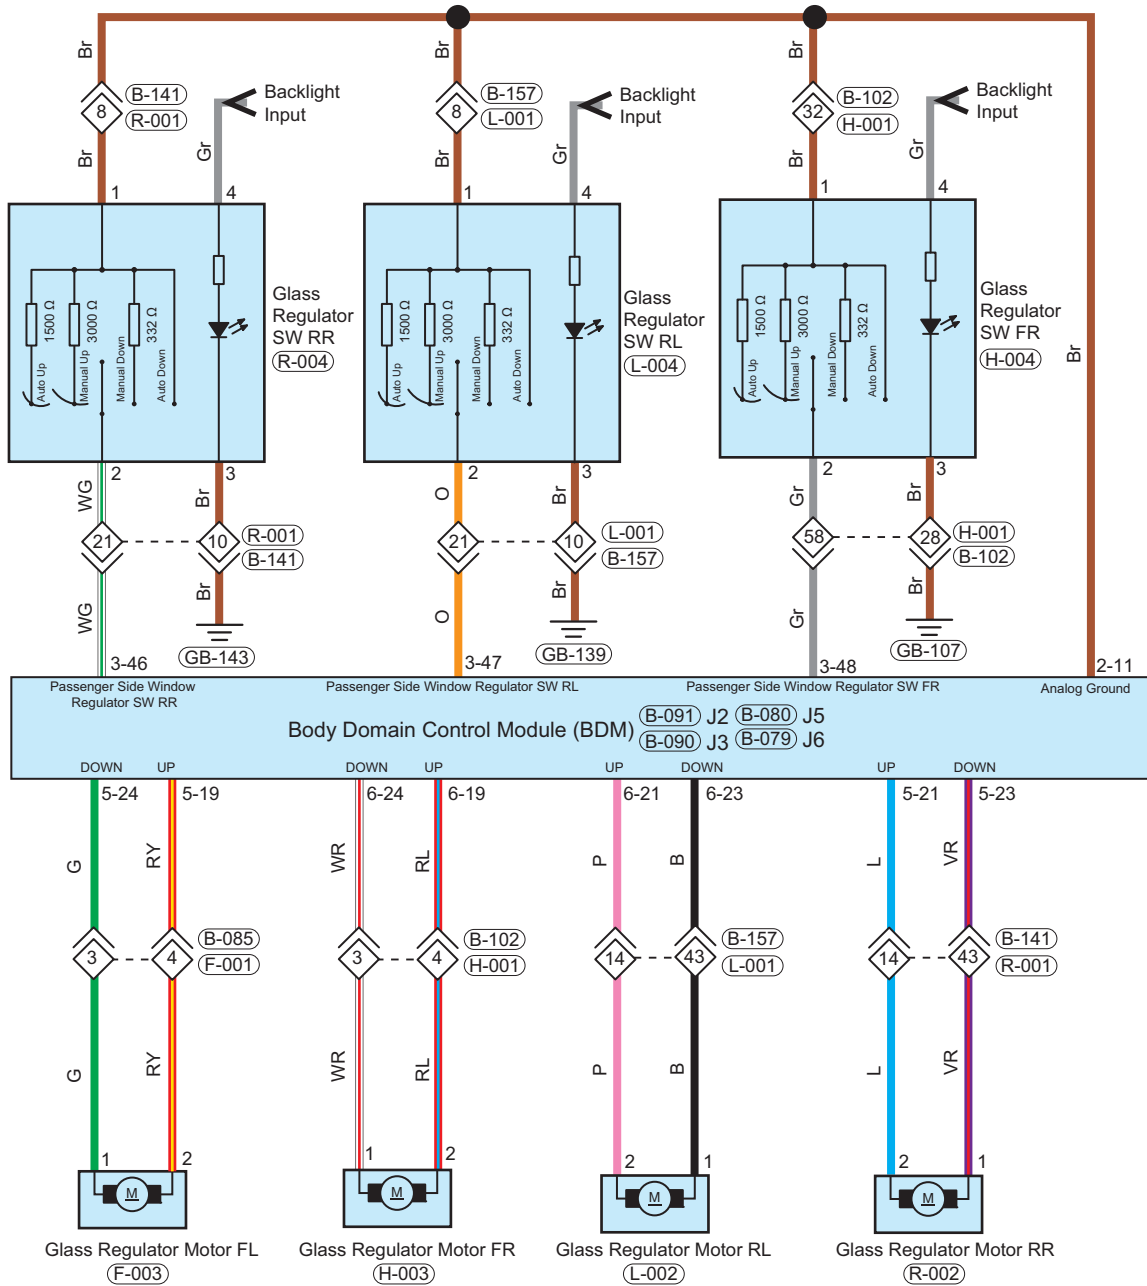 Br
Br
Br
8
B-141
R-001
Backlight
Input
8
B-157
L-001
Backlight
Input
32
B-102
H-001
Backlight
Input
Br
Gr
Br
Gr
Br
Gr
1
4
1
4
1
4
1500 Ω
3000 Ω
332 Ω
Auto Up
Manual Up
Manual Down
Auto Down
Glass
Regulator
SW RR
R-004
1500 Ω
3000 Ω
332 Ω
Auto Up
Manual Up
Manual Down
Auto Down
Glass
Regulator
SW RL
L-004
1500 Ω
3000 Ω
332 Ω
Auto Up
Manual Up
Manual Down
Auto Down
Glass
Regulator
SW FR
H-004
Br
2
3
2
3
2
3
WG
Br
O
Br
Gr
Br
21
10
R-001
B-141
21
10
L-001
B-157
58
28
H-001
B-102
WG
Br
O
Br
Gr
Br
GB-143
GB-139
GB-107
3-46
3-47
3-48
2-11
Passenger Side Window
Regulator SW RR
Passenger Side Window Regulator SW RL
Passenger Side Window Regulator SW FR
Analog Ground
Body Domain Control Module (BDM)
B-091 J2 B-080 J5
B-090 J3 B-079 J6
DOWN
UP
DOWN
UP
UP
DOWN
UP
DOWN
5-24
5-19
6-24
6-19
6-21
6-23
5-21
5-23
G
RY
WR
RL
P
B
L
VR
3
4
B-085
F-001
3
4
B-102
H-001
14
43
B-157
L-001
14
43
B-141
R-001
G
RY
WR
RL
P
B
L
VR
1
2
1
2
2
1
2
1
M
M
M
M
Glass Regulator Motor FL
F-003
Glass Regulator Motor FR
H-003
Glass Regulator Motor RL
L-002
Glass Regulator Motor RR
R-002